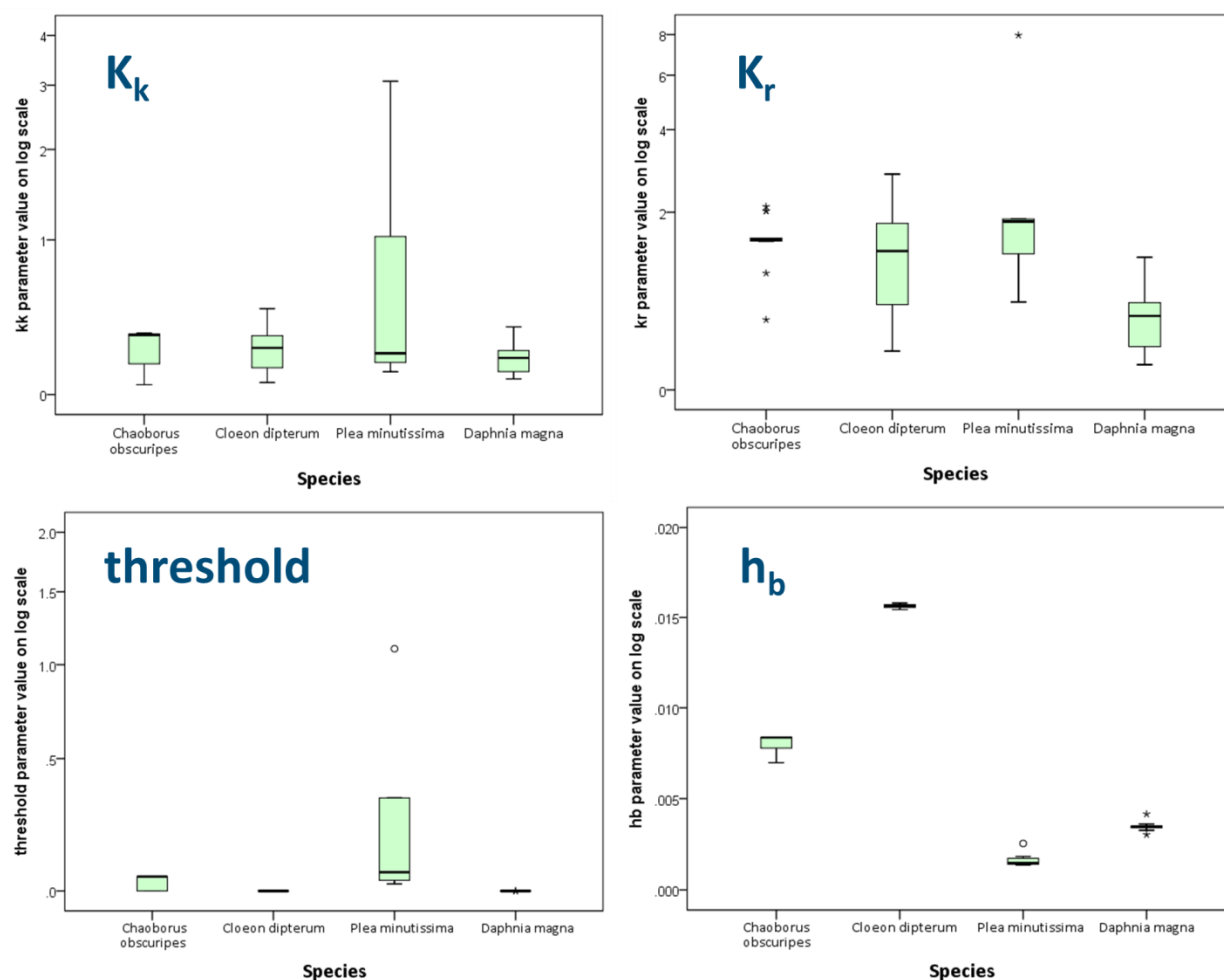 K_k
kk parameter value on log scale
4
3
2
1
0
Chaoborus
obscuripes
Cloeon dipterum
Plea minutissima
Daphnia magna
Species
K_r
kr parameter value on log scale
8
6
4
2
0
Chaoborus
obscuripes
Cloeon dipterum
Plea minutissima
Daphnia magna
Species
threshold
threshold parameter value on log scale
2.0
1.5
1.0
.5
.0
Chaoborus
obscuripes
Cloeon dipterum
Plea minutissima
Daphnia magna
Species
h_b
hb parameter value on log scale
.020
.015
.010
.005
.000
Chaoborus
obscuripes
Cloeon dipterum
Plea minutissima
Daphnia magna
Species